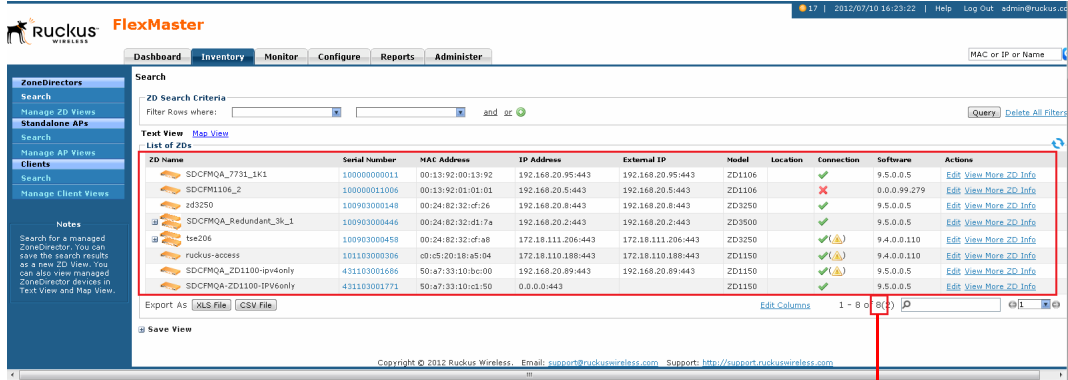 17 | 2012/07/10 16:23:22 | Help Log Out admin@ruckus.co
Ruckus WIRELESS FlexMaster
Dashboard Inventory Monitor Configure Reports Administer MAC or IP or Name
ZoneDirectors
Search
Manage ZD Views
Standalone APs
Search
Manage AP Views
Clients
Search
Manage Client Views
Notes
Search for a managed
ZoneDirector. You can
save the search results
as a new ZD View. You
can also view managed
ZoneDirector devices in
Text View and Map View.
Search
ZD Search Criteria
Filter Rows where: and or Query Delete All Filters
Text View Map View
List of ZDs
ZD Name Serial Number MAC Address IP Address External IP Model Location Connection Software Actions
SDCFMQA_7731_1K1 100000000011 00:13:92:00:13:92 192.168.20.95:443 192.168.20.95:443 ZD1106 9.5.0.0.5 Edit View More ZD Info
SDCFM1106_2 100000011006 00:13:92:01:01:01 192.168.20.5:443 192.168.20.5:443 ZD1106 0.0.0.99.279 Edit View More ZD Info
zd3250 100903000148 00:24:82:32:cf:26 192.168.20.8:443 192.168.20.8:443 ZD3250 9.5.0.0.5 Edit View More ZD Info
SDCFMQA_Redundant_3k_1 100903000446 00:24:82:32:d1:7a 192.168.20.2:443 192.168.20.2:443 ZD3500 9.5.0.0.5 Edit View More ZD Info
tse206 100903000458 00:24:82:32:cf:a8 172.18.111.206:443 172.18.111.206:443 ZD3250 ( ) 9.4.0.0.110 Edit View More ZD Info
ruckus-access 101103000306 c0:c5:20:18:a5:04 172.18.110.188:443 172.18.110.188:443 ZD1150 ( ) 9.4.0.0.110 Edit View More ZD Info
SDCFMQA_ZD1100-ipv4only 431103001686 50:a7:33:10:bc:00 192.168.20.89:443 192.168.20.89:443 ZD1150 ( ) 9.5.0.0.5 Edit View More ZD Info
SDCFMQA-ZD1100-IPV6only 431103001771 50:a7:33:10:c1:50 0.0.0.0:443 ZD1150 9.5.0.0.5 Edit View More ZD Info
Export As XLS File CSV File Edit Columns 1 - 8 of 8(2) 1
Save View
Copyright © 2012 Ruckus Wireless. Email: support@ruckuswireless.com Support: http://support.ruckuswireless.com